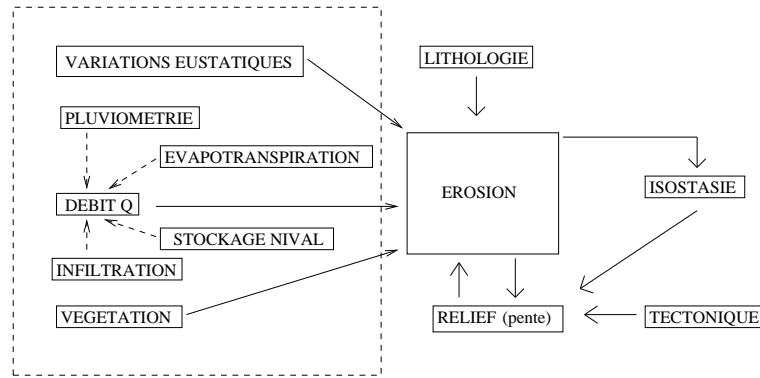 VARIATIONS EUSTATIQUES
LITHOLOGIE
PLUVIOMETRIE
EVAPOTRANSPIRATION
EROSION
ISOSTASIE
DEBIT Q
STOCKAGE NIVAL
INFILTRATION
VEGETATION
RELIEF (pente)
TECTONIQUE